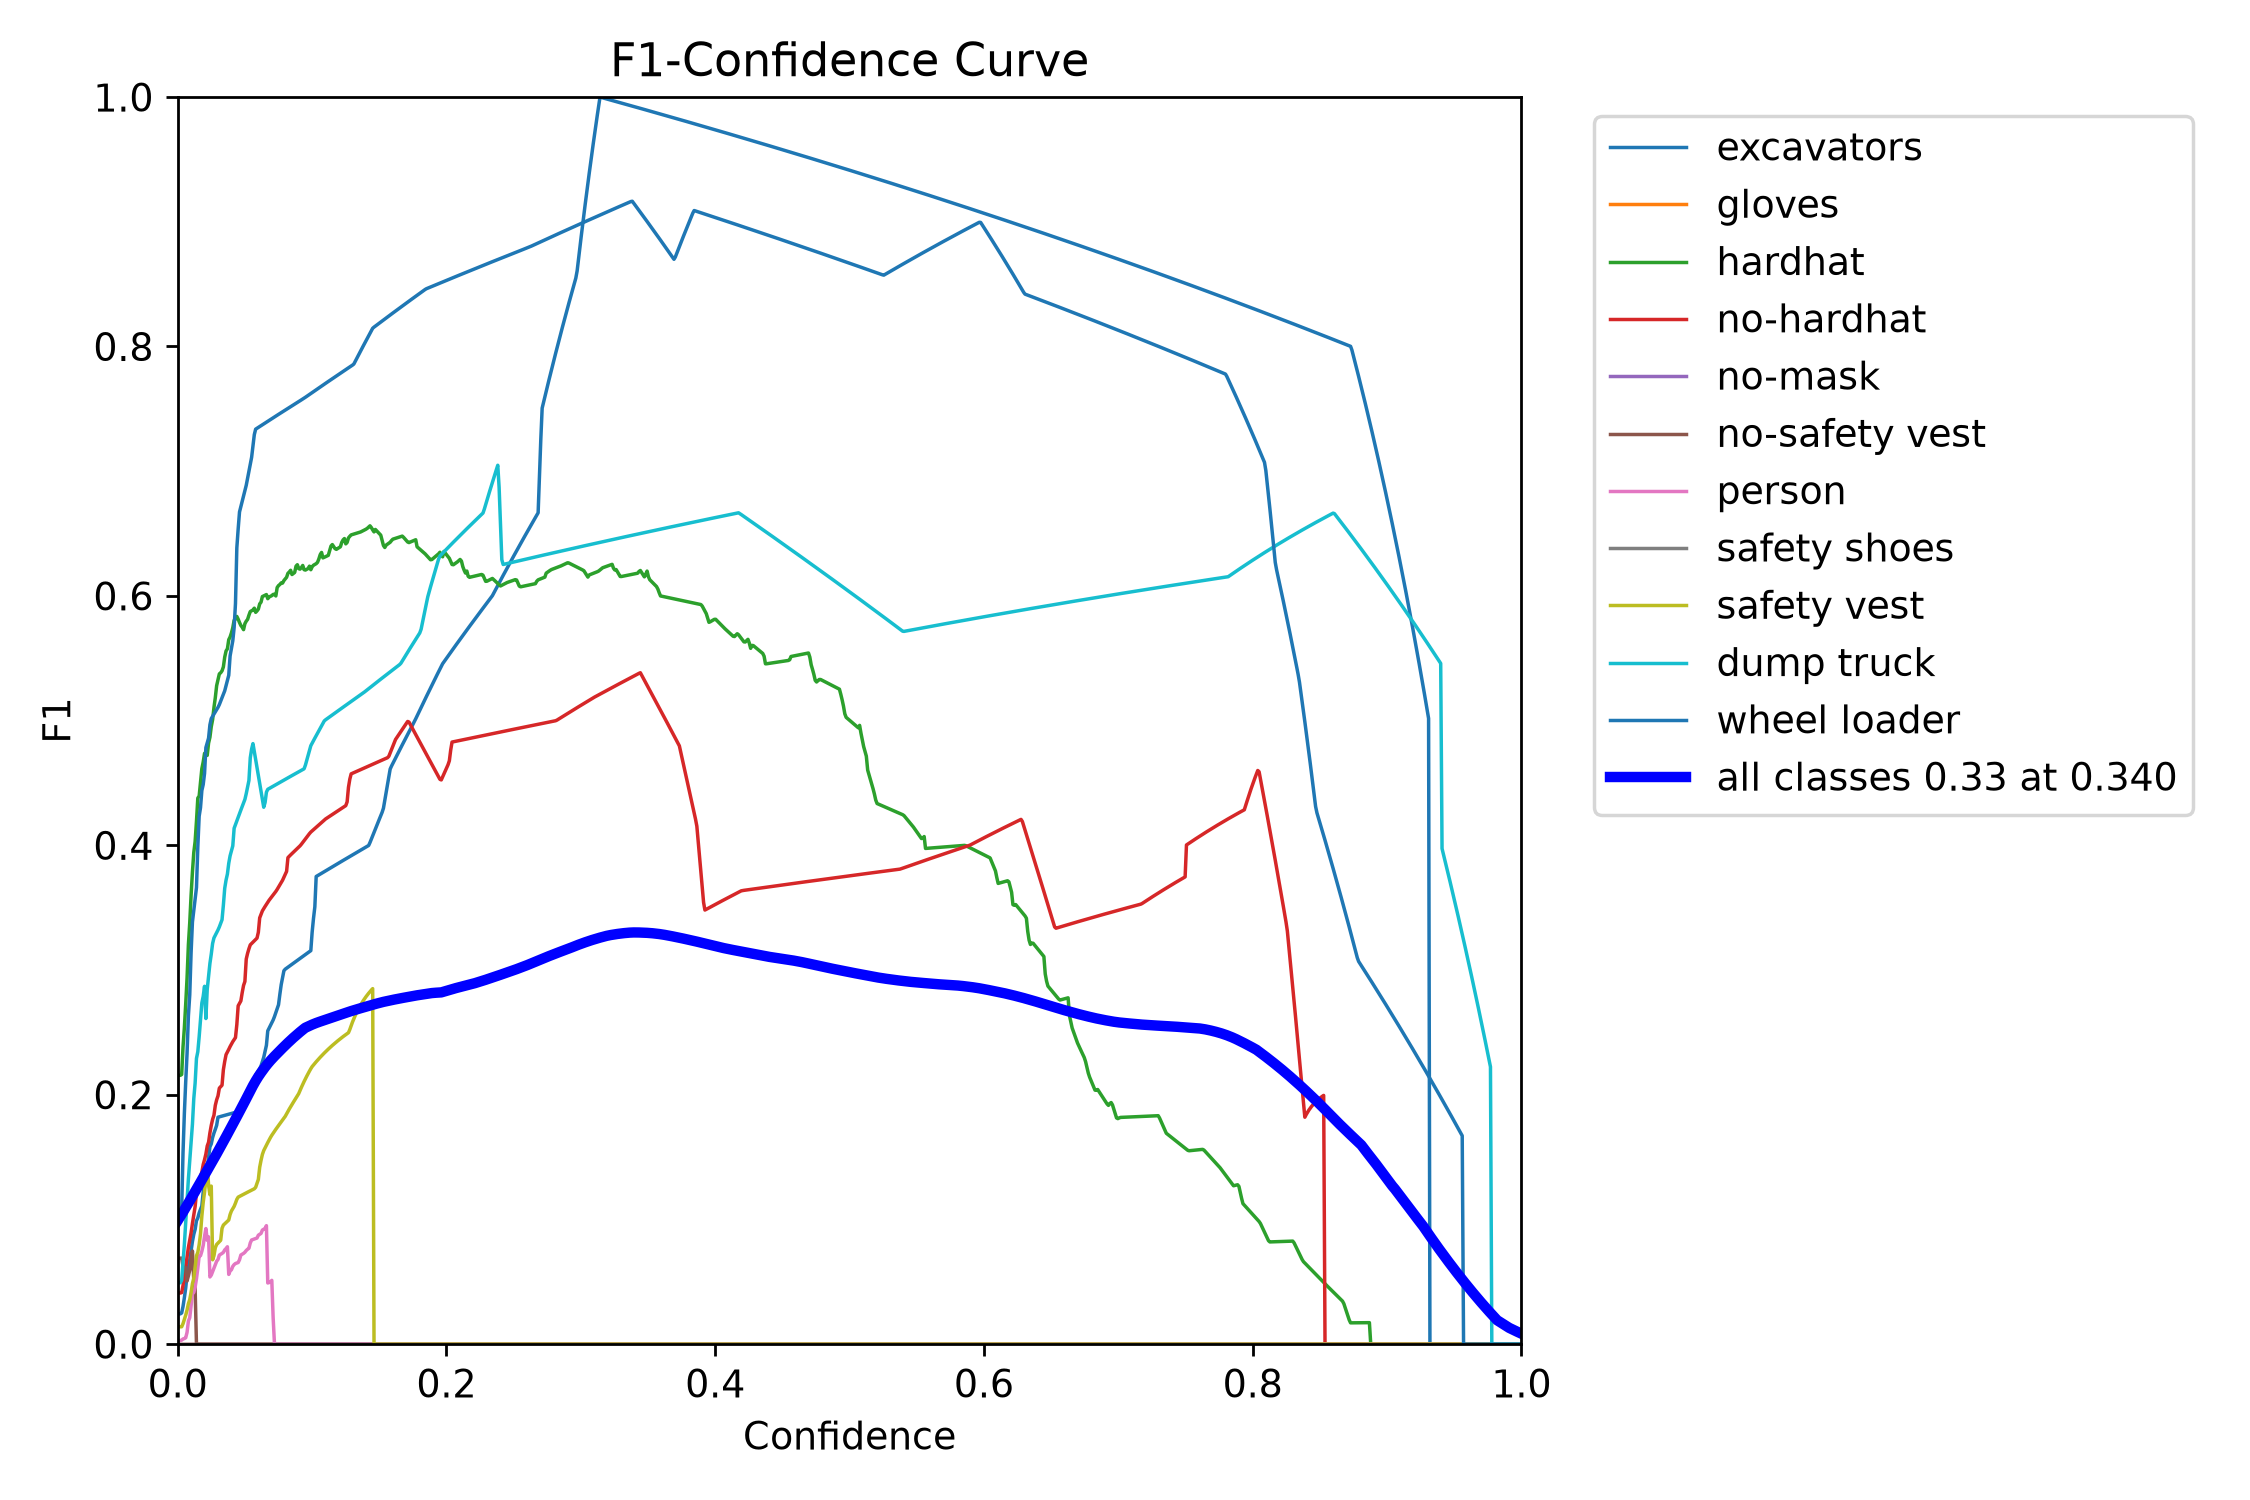 F1-Confidence Curve
1.0
0.8
0.6
0.4
0.2
0.0
F1
0.0 0.2 0.4 0.6 0.8 1.0
Confidence
excavators
gloves
hardhat
no-hardhat
no-mask
no-safety vest
person
safety shoes
safety vest
dump truck
wheel loader
all classes 0.33 at 0.340